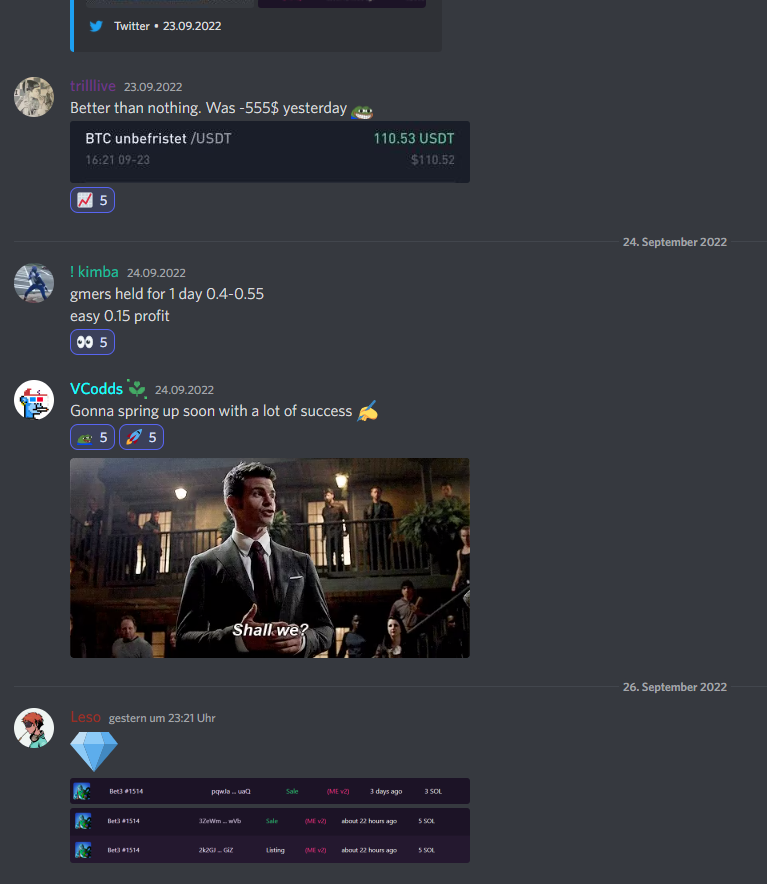 Twitter • 23.09.2022
trilllive 23.09.2022
Better than nothing. Was -555$ yesterday
BTC unbefristet /USDT 110.53 USDT
16:21 09-23 $110.52
5
24. September 2022
! kimba 24.09.2022
gmers held for 1 day 0.4-0.55
easy 0.15 profit
5
VCodds 24.09.2022
Gonna spring up soon with a lot of success
5 5
Shall we?
26. September 2022
Leso gestern um 23:21 Uhr
Bet3 #1514 pqwJa ... uaQ Sale (ME v2) 3 days ago 3 SOL
Bet3 #1514 3ZeWm ... wVb Sale (ME v2) about 22 hours ago 5 SOL
Bet3 #1514 2k2GJ ... GiZ Listing (ME v2) about 22 hours ago 5 SOL